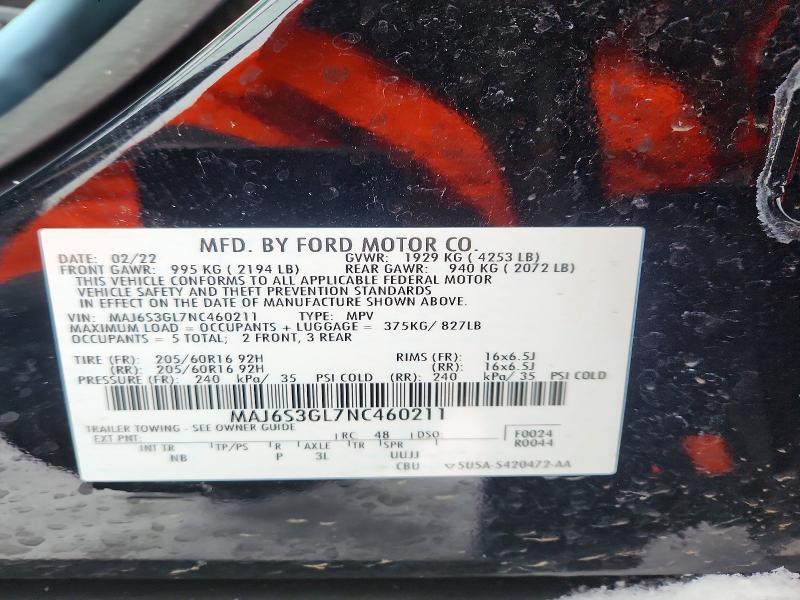 MFD. BY FORD MOTOR CO.
DATE: 02/22 GVWR: 1929 KG ( 4253 LB)
FRONT GAWR: 995 KG ( 2194 LB) REAR GAWR: 940 KG ( 2072 LB)
THIS VEHICLE CONFORMS TO ALL APPLICABLE FEDERAL MOTOR
VEHICLE SAFETY AND THEFT PREVENTION STANDARDS
IN EFFECT ON THE DATE OF MANUFACTURE SHOWN ABOVE.
VIN: MAJ6S3GL7NC460211 TYPE: MPV
MAXIMUM LOAD = OCCUPANTS + LUGGAGE = 375KG/ 827LB
OCCUPANTS = 5 TOTAL; 2 FRONT, 3 REAR
TIRE (FR): 205/60R16 92H RIMS (FR): 16x6.5J
(RR): 205/60R16 92H (RR): 16x6.5J
PRESSURE (FR): 240 kPa/ 35 PSI COLD (RR): 240 kPa/ 35 PSI COLD
MAJ6S3GL7NC460211
TRAILER TOWING - SEE OWNER GUIDE
EXT PNT: RC: 48 DSO: F0024
R0044
INT TR TP/PS R AXLE TR SPR
NB P 3L UUJJ
CBU ▽5U5A-S420472-AA